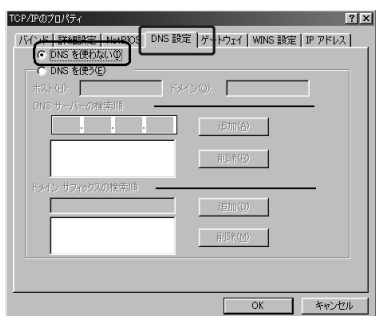 TCP/IPのプロパティ
バインド 詳細設定 NetBIOS DNS 設定 ゲートウェイ WINS 設定 IP アドレス
DNS を使わない(I)
DNS を使う(E)
ホスト(H): ドメイン(O):
DNS サーバーの検索順
追加(A)
削除(R)
ドメイン サフィックスの検索順
追加(D)
削除(M)
OK キャンセル